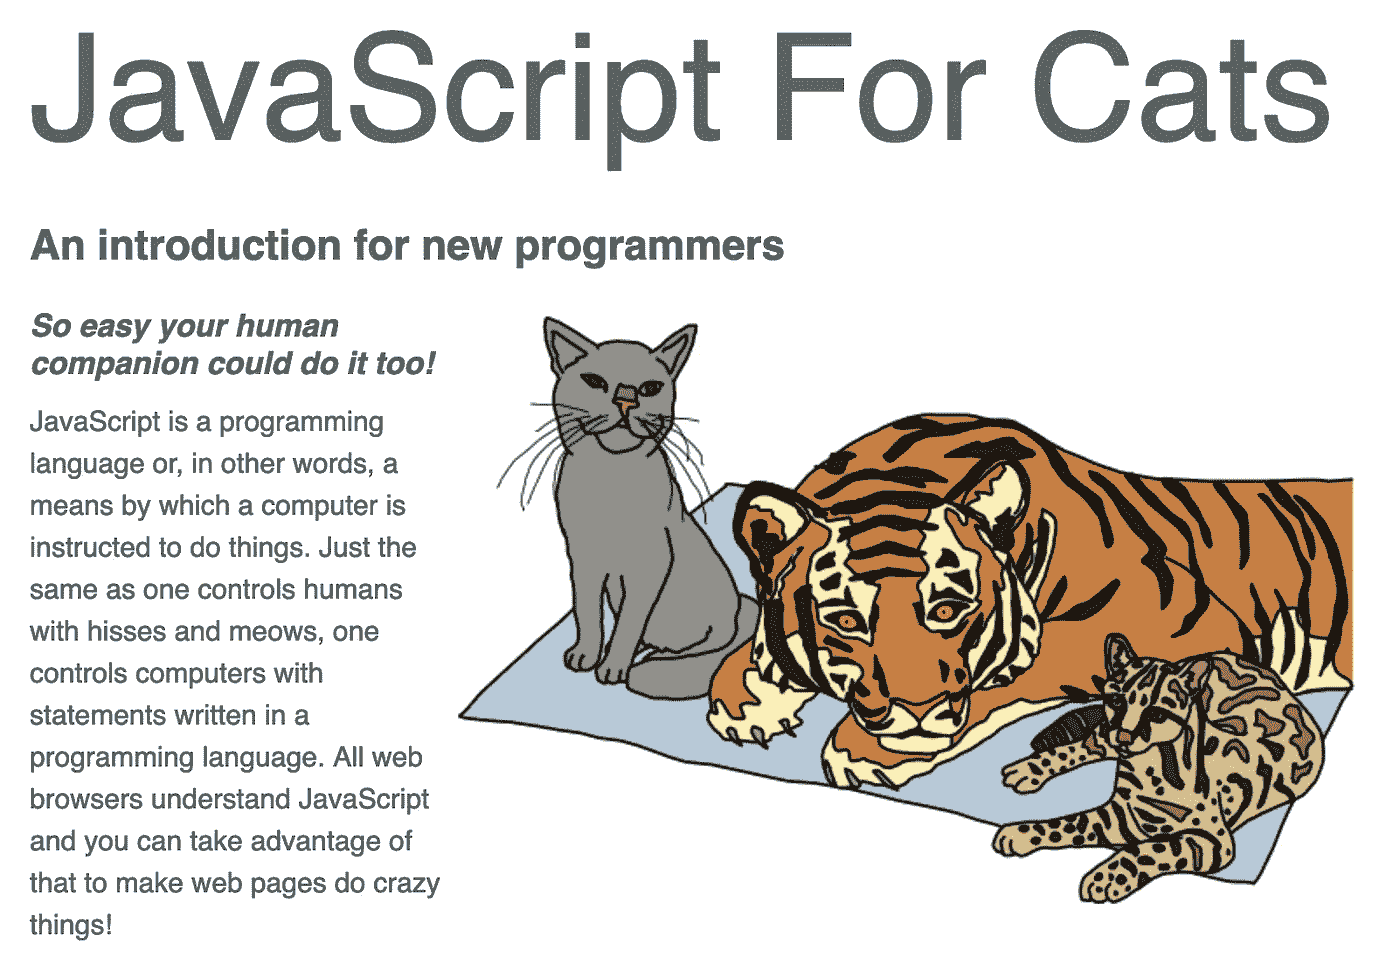 JavaScript For Cats
An introduction for new programmers
So easy your human
companion could do it too!
JavaScript is a programming
language or, in other words, a
means by which a computer is
instructed to do things. Just the
same as one controls humans
with hisses and meows, one
controls computers with
statements written in a
programming language. All web
browsers understand JavaScript
and you can take advantage of
that to make web pages do crazy
things!